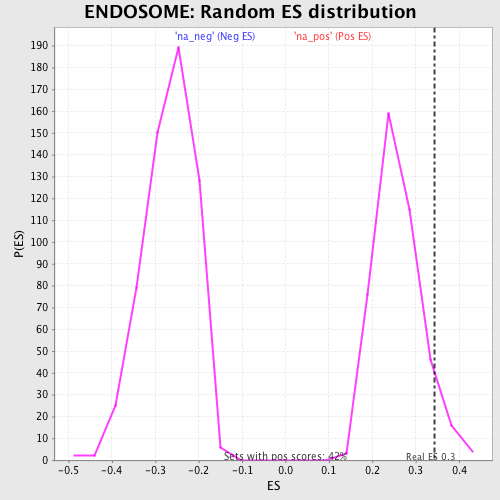 ENDOSOME: Random ES distribution
'na_neg' (Neg ES) 'na_pos' (Pos ES)
190
180
170
160
150
140
130
120
110
100
90
80
70
60
50
40
30
20
10
0
P(ES)
Sets with pos scores: 42%
Real ES 0.3
-0.5 -0.4 -0.3 -0.2 -0.1 0.0 0.1 0.2 0.3 0.4
ES